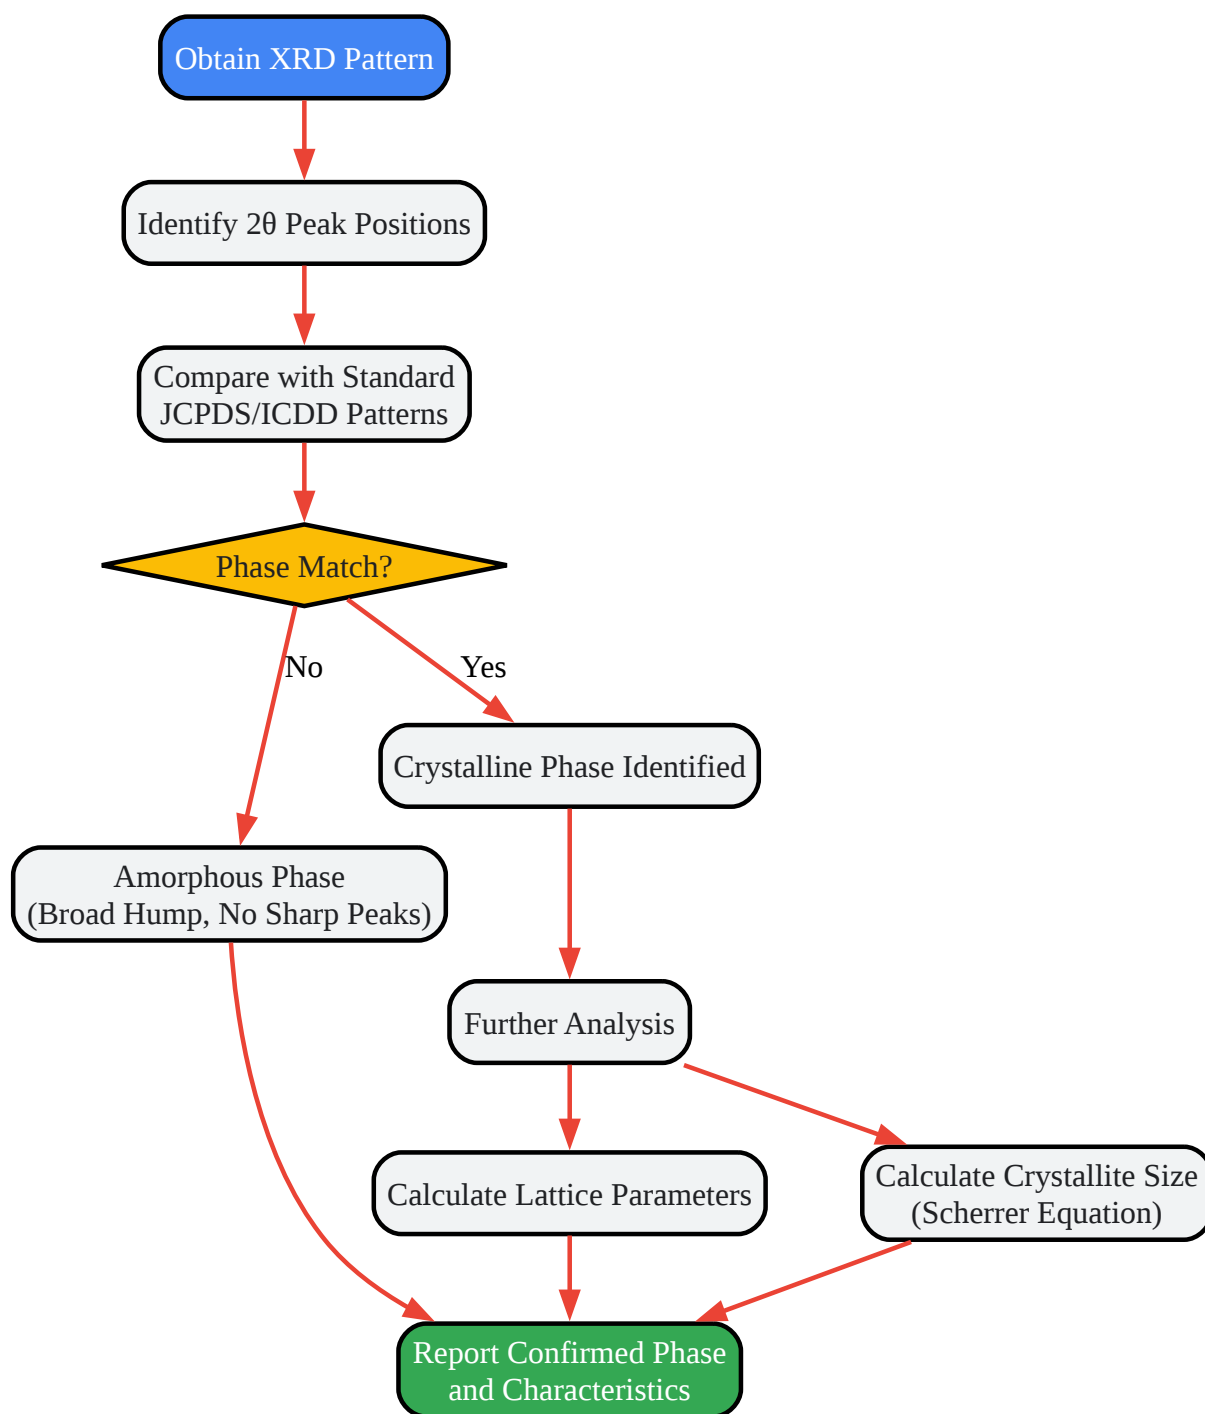 Obtain XRD Pattern
Identify 2θ Peak Positions
Compare with Standard
JCPDS/ICDD Patterns
Phase Match?
No
Yes
Crystalline Phase Identified
Amorphous Phase
(Broad Hump, No Sharp Peaks)
Further Analysis
Calculate Lattice Parameters
Calculate Crystallite Size
(Scherrer Equation)
Report Confirmed Phase
and Characteristics